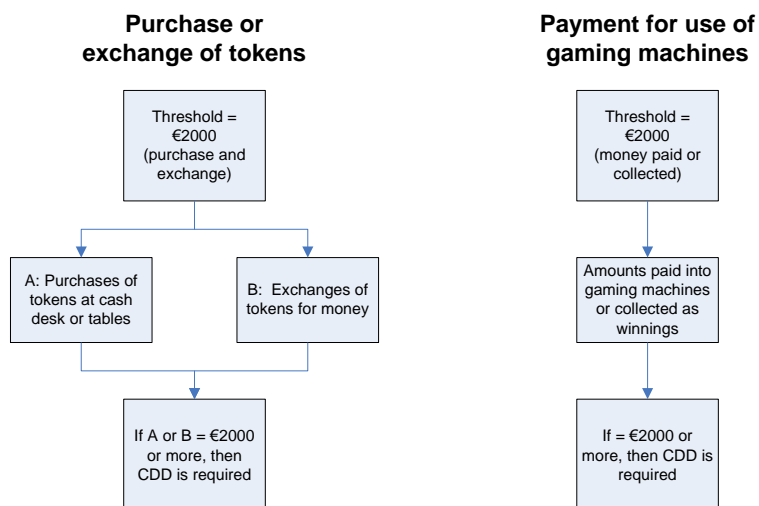 Purchase or
exchange of tokens
Threshold =
€2000
(purchase and
exchange)
A: Purchases of
tokens at cash
desk or tables
B:  Exchanges of
tokens for money
If A or B = €2000
or more, then
CDD is required
Payment for use of
gaming machines
Threshold =
€2000
(money paid or
collected)
Amounts paid into
gaming machines
or collected as
winnings
If = €2000 or
more, then CDD is
required